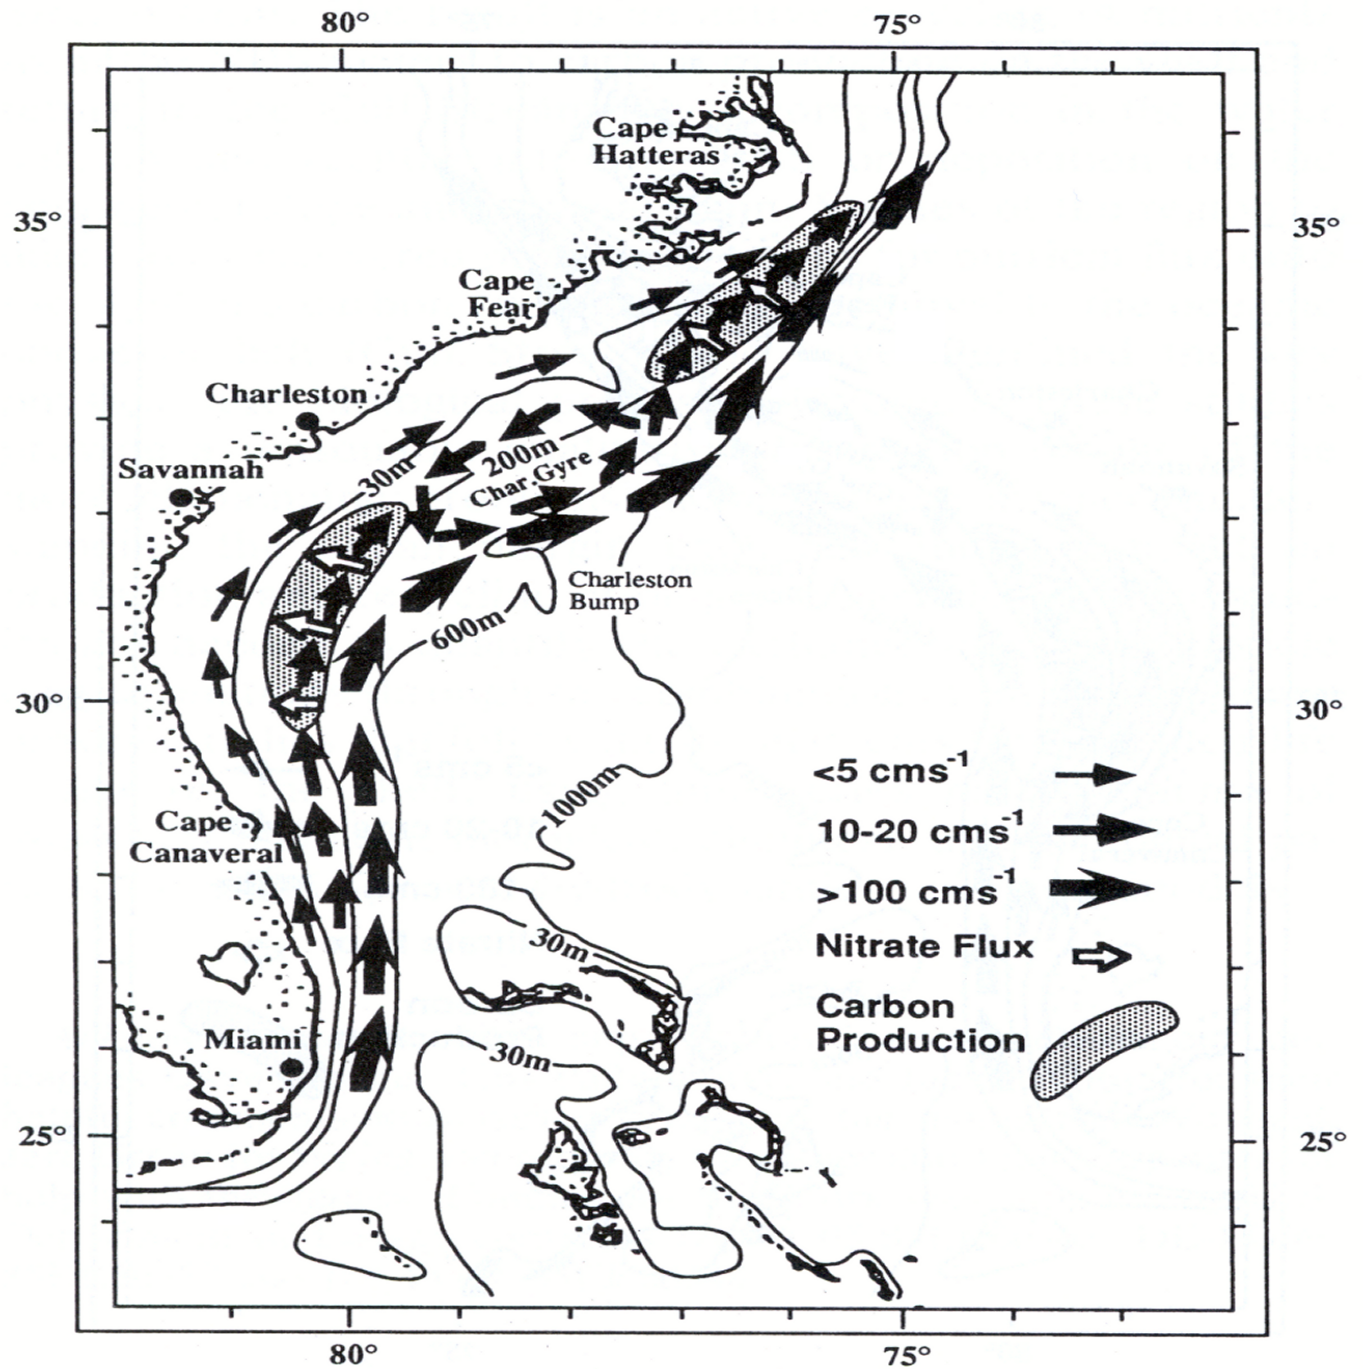 80° 75°
Cape
Hatteras
35° 35°
Cape
Fear
Charleston
Savannah
30m
200m
Char.Gyre
Charleston
Bump
600m
30° 30°
1000m
<5 cms-1
10-20 cms-1
>100 cms-1
Nitrate Flux
Carbon
Production
Cape
Canaveral
30m
Miami
30m
25° 25°
80° 75°